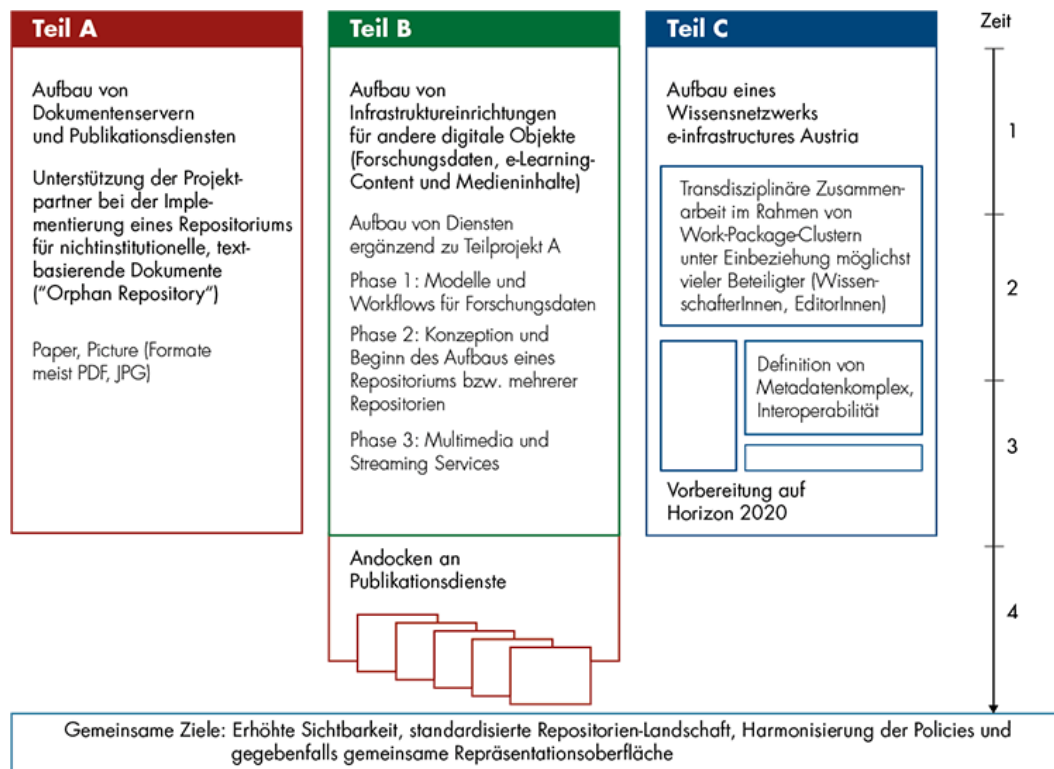 Teil A
Aufbau von
Dokumentenservern
und Publikationsdiensten
Unterstützung der Projekt-
partner bei der Imple-
mentierung eines Repositoriums
für nichtinstitutionelle, text-
basierende Dokumente
(“Orphan Repository“)
Paper, Picture (Formate
meist PDF, JPG)
Teil B
Aufbau von
Infrastruktureinrichtungen
für andere digitale Objekte
(Forschungsdaten, e-Learning-
Content und Medieninhalte)
Aufbau von Diensten
ergänzend zu Teilprojekt A
Phase 1: Modelle und
Workflows für Forschungsdaten
Phase 2: Konzeption und
Beginn des Aufbaus eines
Repositoriums bzw. mehrerer
Repositorien
Phase 3: Multimedia und
Streaming Services
Andocken an
Publikationsdienste
Teil C
Aufbau eines
Wissensnetzwerks
e-infrastructures Austria
Transdisziplinäre Zusammen-
arbeit im Rahmen von
Work-Package-Clustern
unter Einbeziehung möglichst
vieler Beteiligter (Wissen-
schafterInnen, EditorInnen)
Definition von
Metadatenkomplex,
Interoperabilität
Vorbereitung auf
Horizon 2020
Zeit
1
2
3
4
Gemeinsame Ziele: Erhöhte Sichtbarkeit, standardisierte Repositorien-Landschaft, Harmonisierung der Policies und
gegebenfalls gemeinsame Repräsentationsoberfläche